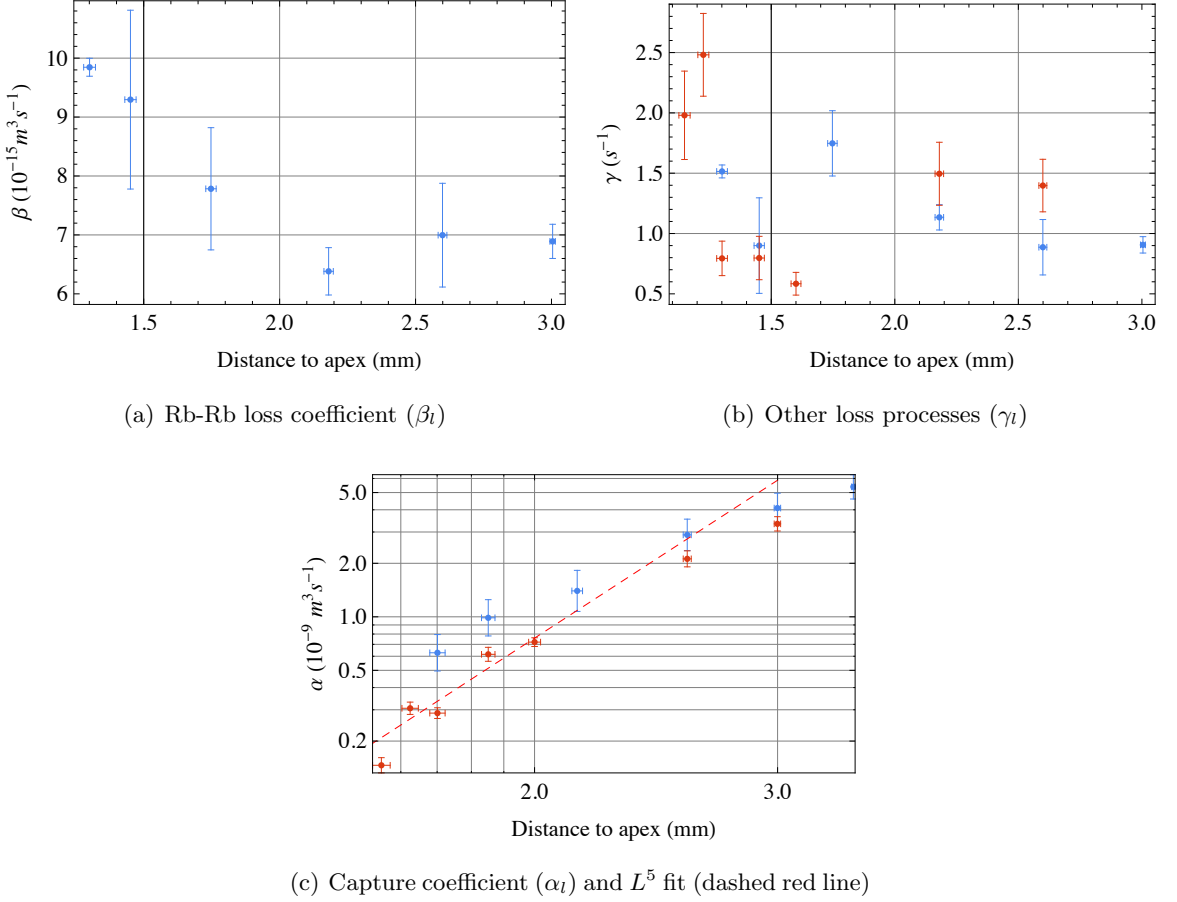 10
9
8
7
6
β (10⁻¹⁵m³s⁻¹)
1.5 2.0 2.5 3.0
Distance to apex (mm)
(a) Rb-Rb loss coefficient (βₗ)
2.5
2.0
1.5
1.0
0.5
γ (s⁻¹)
1.5 2.0 2.5 3.0
Distance to apex (mm)
(b) Other loss processes (γₗ)
5.0
2.0
1.0
0.5
0.2
α (10⁻⁹ m³s⁻¹)
2.0 3.0
Distance to apex (mm)
(c) Capture coefficient (αₗ) and L⁵ fit (dashed red line)